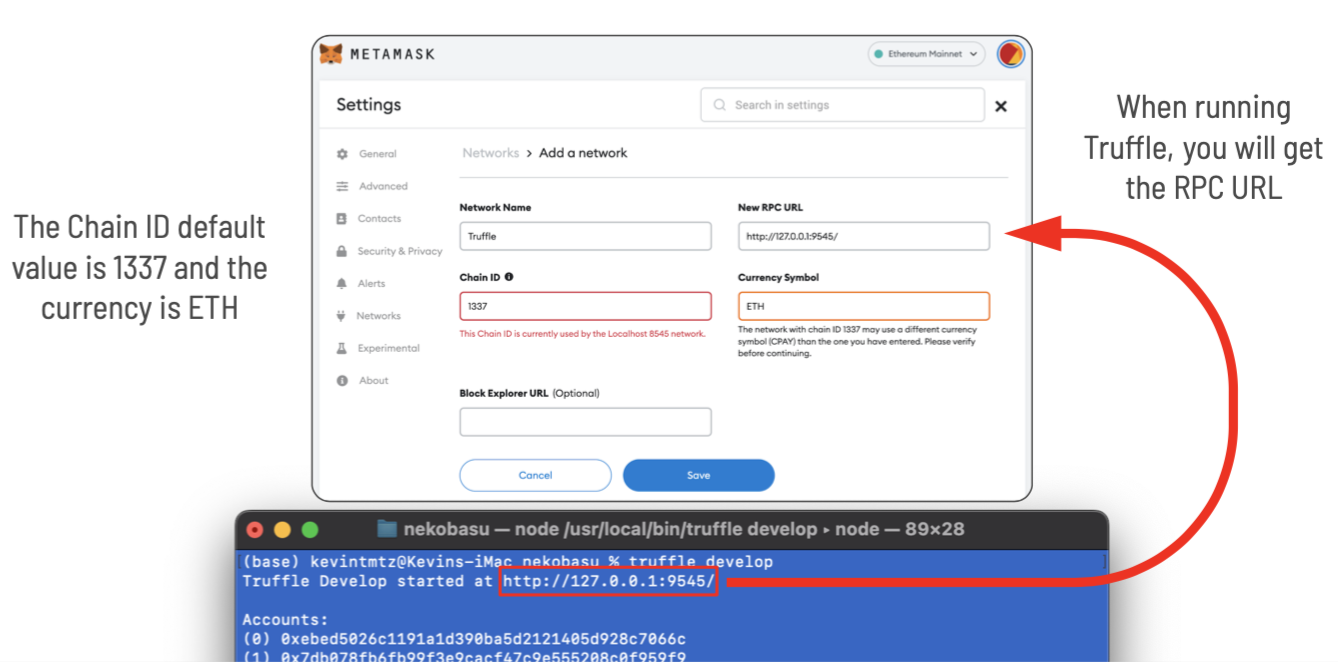 METAMASK
Ethereum Mainnet
Settings
Search in settings
General
Advanced
Contacts
Security & Privacy
Alerts
Networks
Experimental
About
Networks > Add a network
Network Name
Truffle
New RPC URL
http://127.0.0.1:9545/
Chain ID
1337
This Chain ID is currently used by the Localhost 8545 network.
Currency Symbol
ETH
The network with chain ID 1337 may use a different currency
symbol (CPAY) than the one you have entered. Please verify
before continuing.
Block Explorer URL (Optional)
Cancel
Save
The Chain ID default
value is 1337 and the
currency is ETH
When running
Truffle, you will get
the RPC URL
nekobasu — node /usr/local/bin/truffle develop ▸ node — 89×28
(base) kevintmtz@Kevins-iMac nekobasu % truffle develop
Truffle Develop started at http://127.0.0.1:9545/
Accounts:
(0) 0xebed5026c1191a1d390ba5d2121405d928c7066c
(1) 0x7db078fb6fb99f3e9cacf47c9e555208c0f959f9